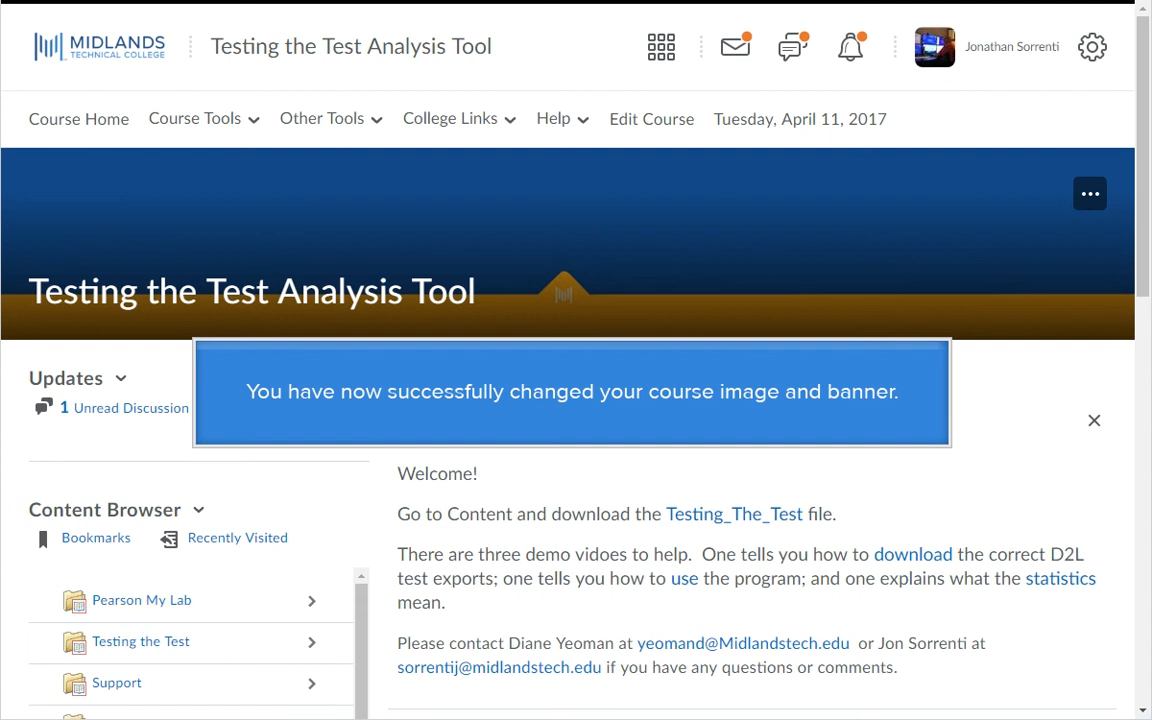 MIDLANDS
TECHNICAL COLLEGE
Testing the Test Analysis Tool
Jonathan Sorrenti
Course Home Course Tools Other Tools College Links Help Edit Course Tuesday, April 11, 2017
Testing the Test Analysis Tool
You have now successfully changed your course image and banner.
Updates
1 Unread Discussion
Content Browser
Bookmarks Recently Visited
Pearson My Lab
Testing the Test
Support
Welcome!
Go to Content and download the Testing_The_Test file.
There are three demo vidoes to help. One tells you how to download the correct D2L
test exports; one tells you how to use the program; and one explains what the statistics
mean.
Please contact Diane Yeoman at yeomand@Midlandstech.edu or Jon Sorrenti at
sorrentij@midlandstech.edu if you have any questions or comments.